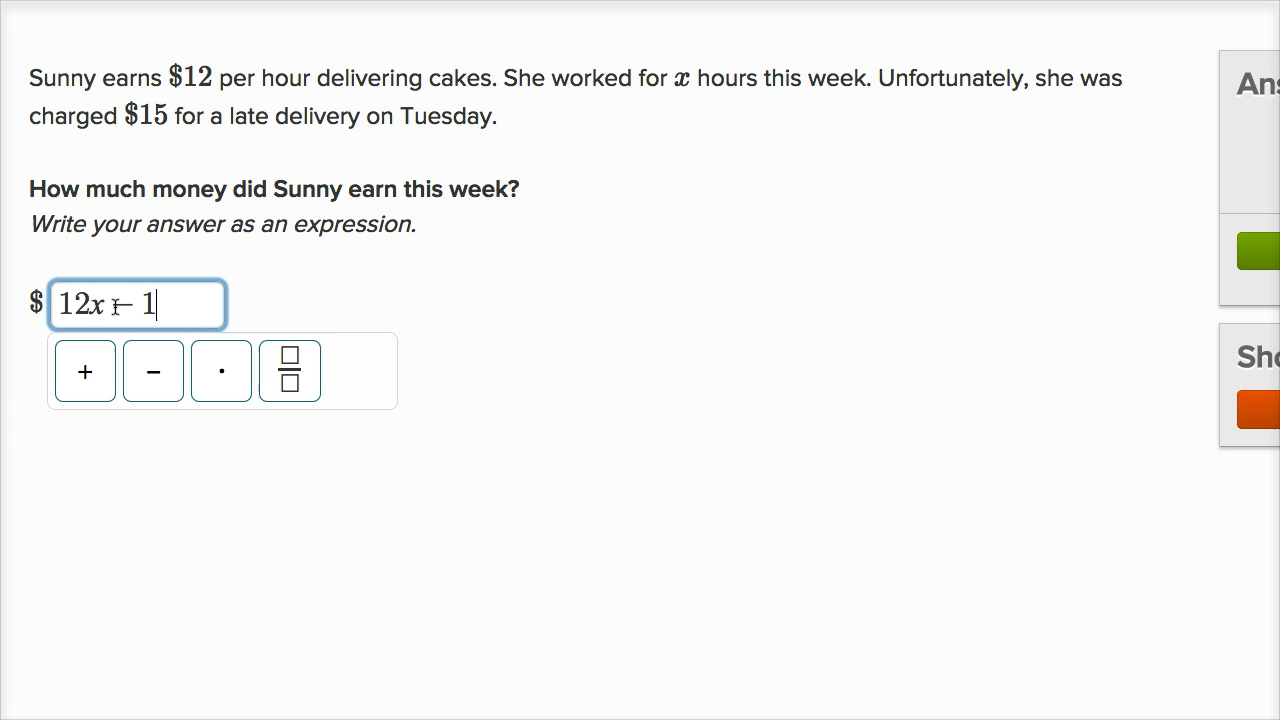 Sunny earns $12 per hour delivering cakes. She worked for x hours this week. Unfortunately, she was
charged $15 for a late delivery on Tuesday.
How much money did Sunny earn this week?
Write your answer as an expression.
$ 12x − 1
+ − · □/□
Ans
Sho